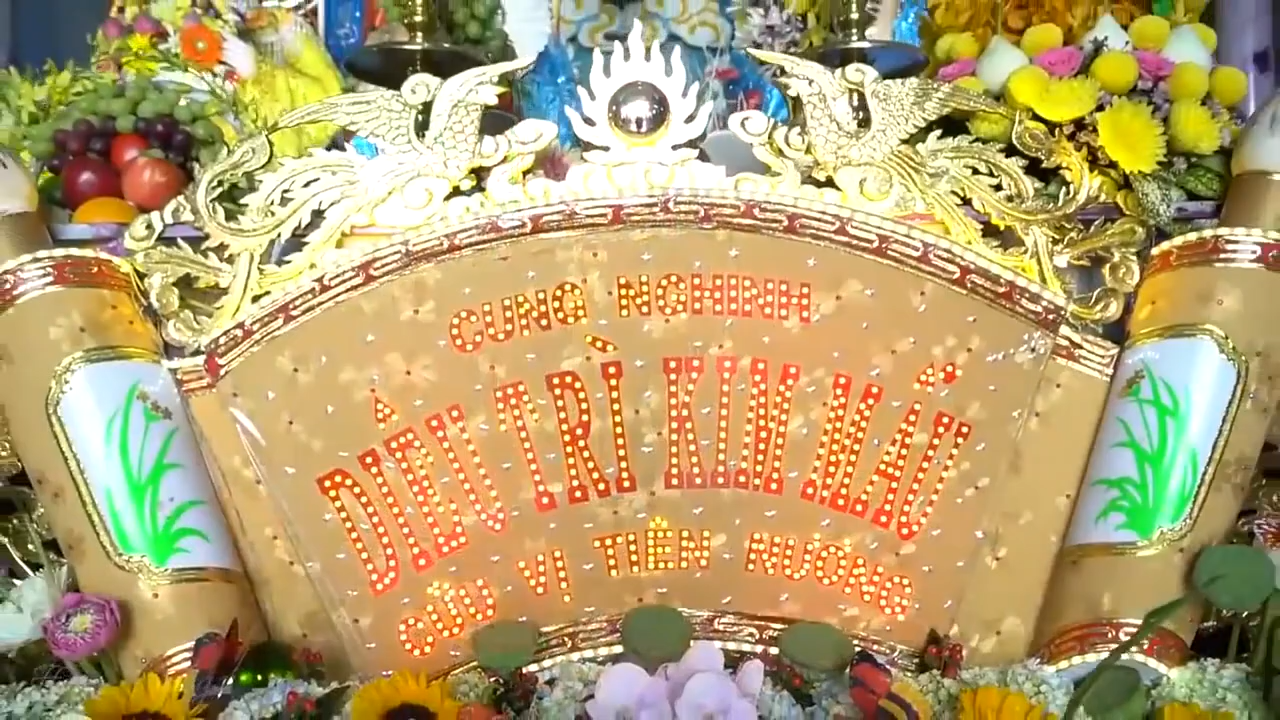 CUNG NGHINH
DIÊU TRÌ KIM MẪU
CỬU VỊ TIÊN NƯƠNG